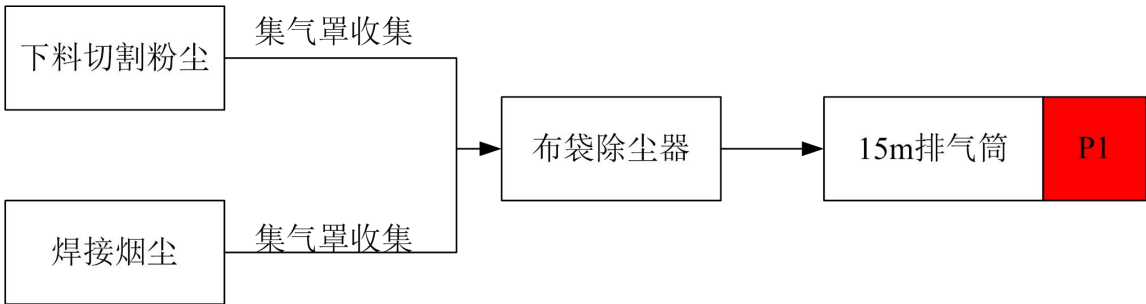 下料切割粉尘
集气罩收集
布袋除尘器
15m排气筒
P1
焊接烟尘
集气罩收集